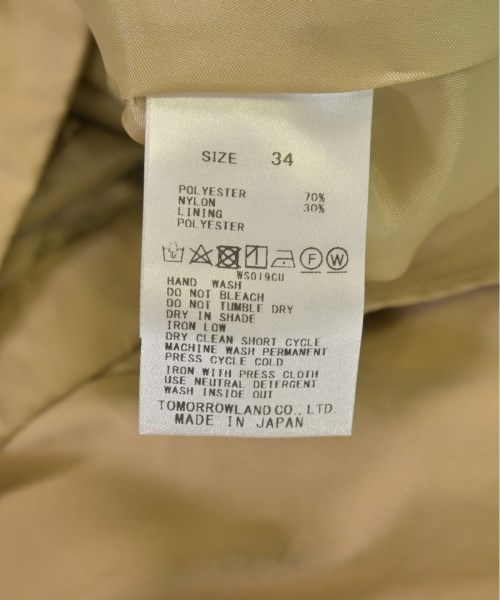 SIZE 34
POLYESTER 70%
NYLON 30%
LINING
POLYESTER
F W
WS019CU
HAND WASH
DO NOT BLEACH
DO NOT TUMBLE DRY
DRY IN SHADE
IRON LOW
DRY CLEAN SHORT CYCLE
MACHINE WASH PERMANENT
PRESS CYCLE COLD
IRON WITH PRESS CLOTH
USE NEUTRAL DETERGENT
WASH INSIDE OUT
TOMORROWLAND CO., LTD.
MADE IN JAPAN